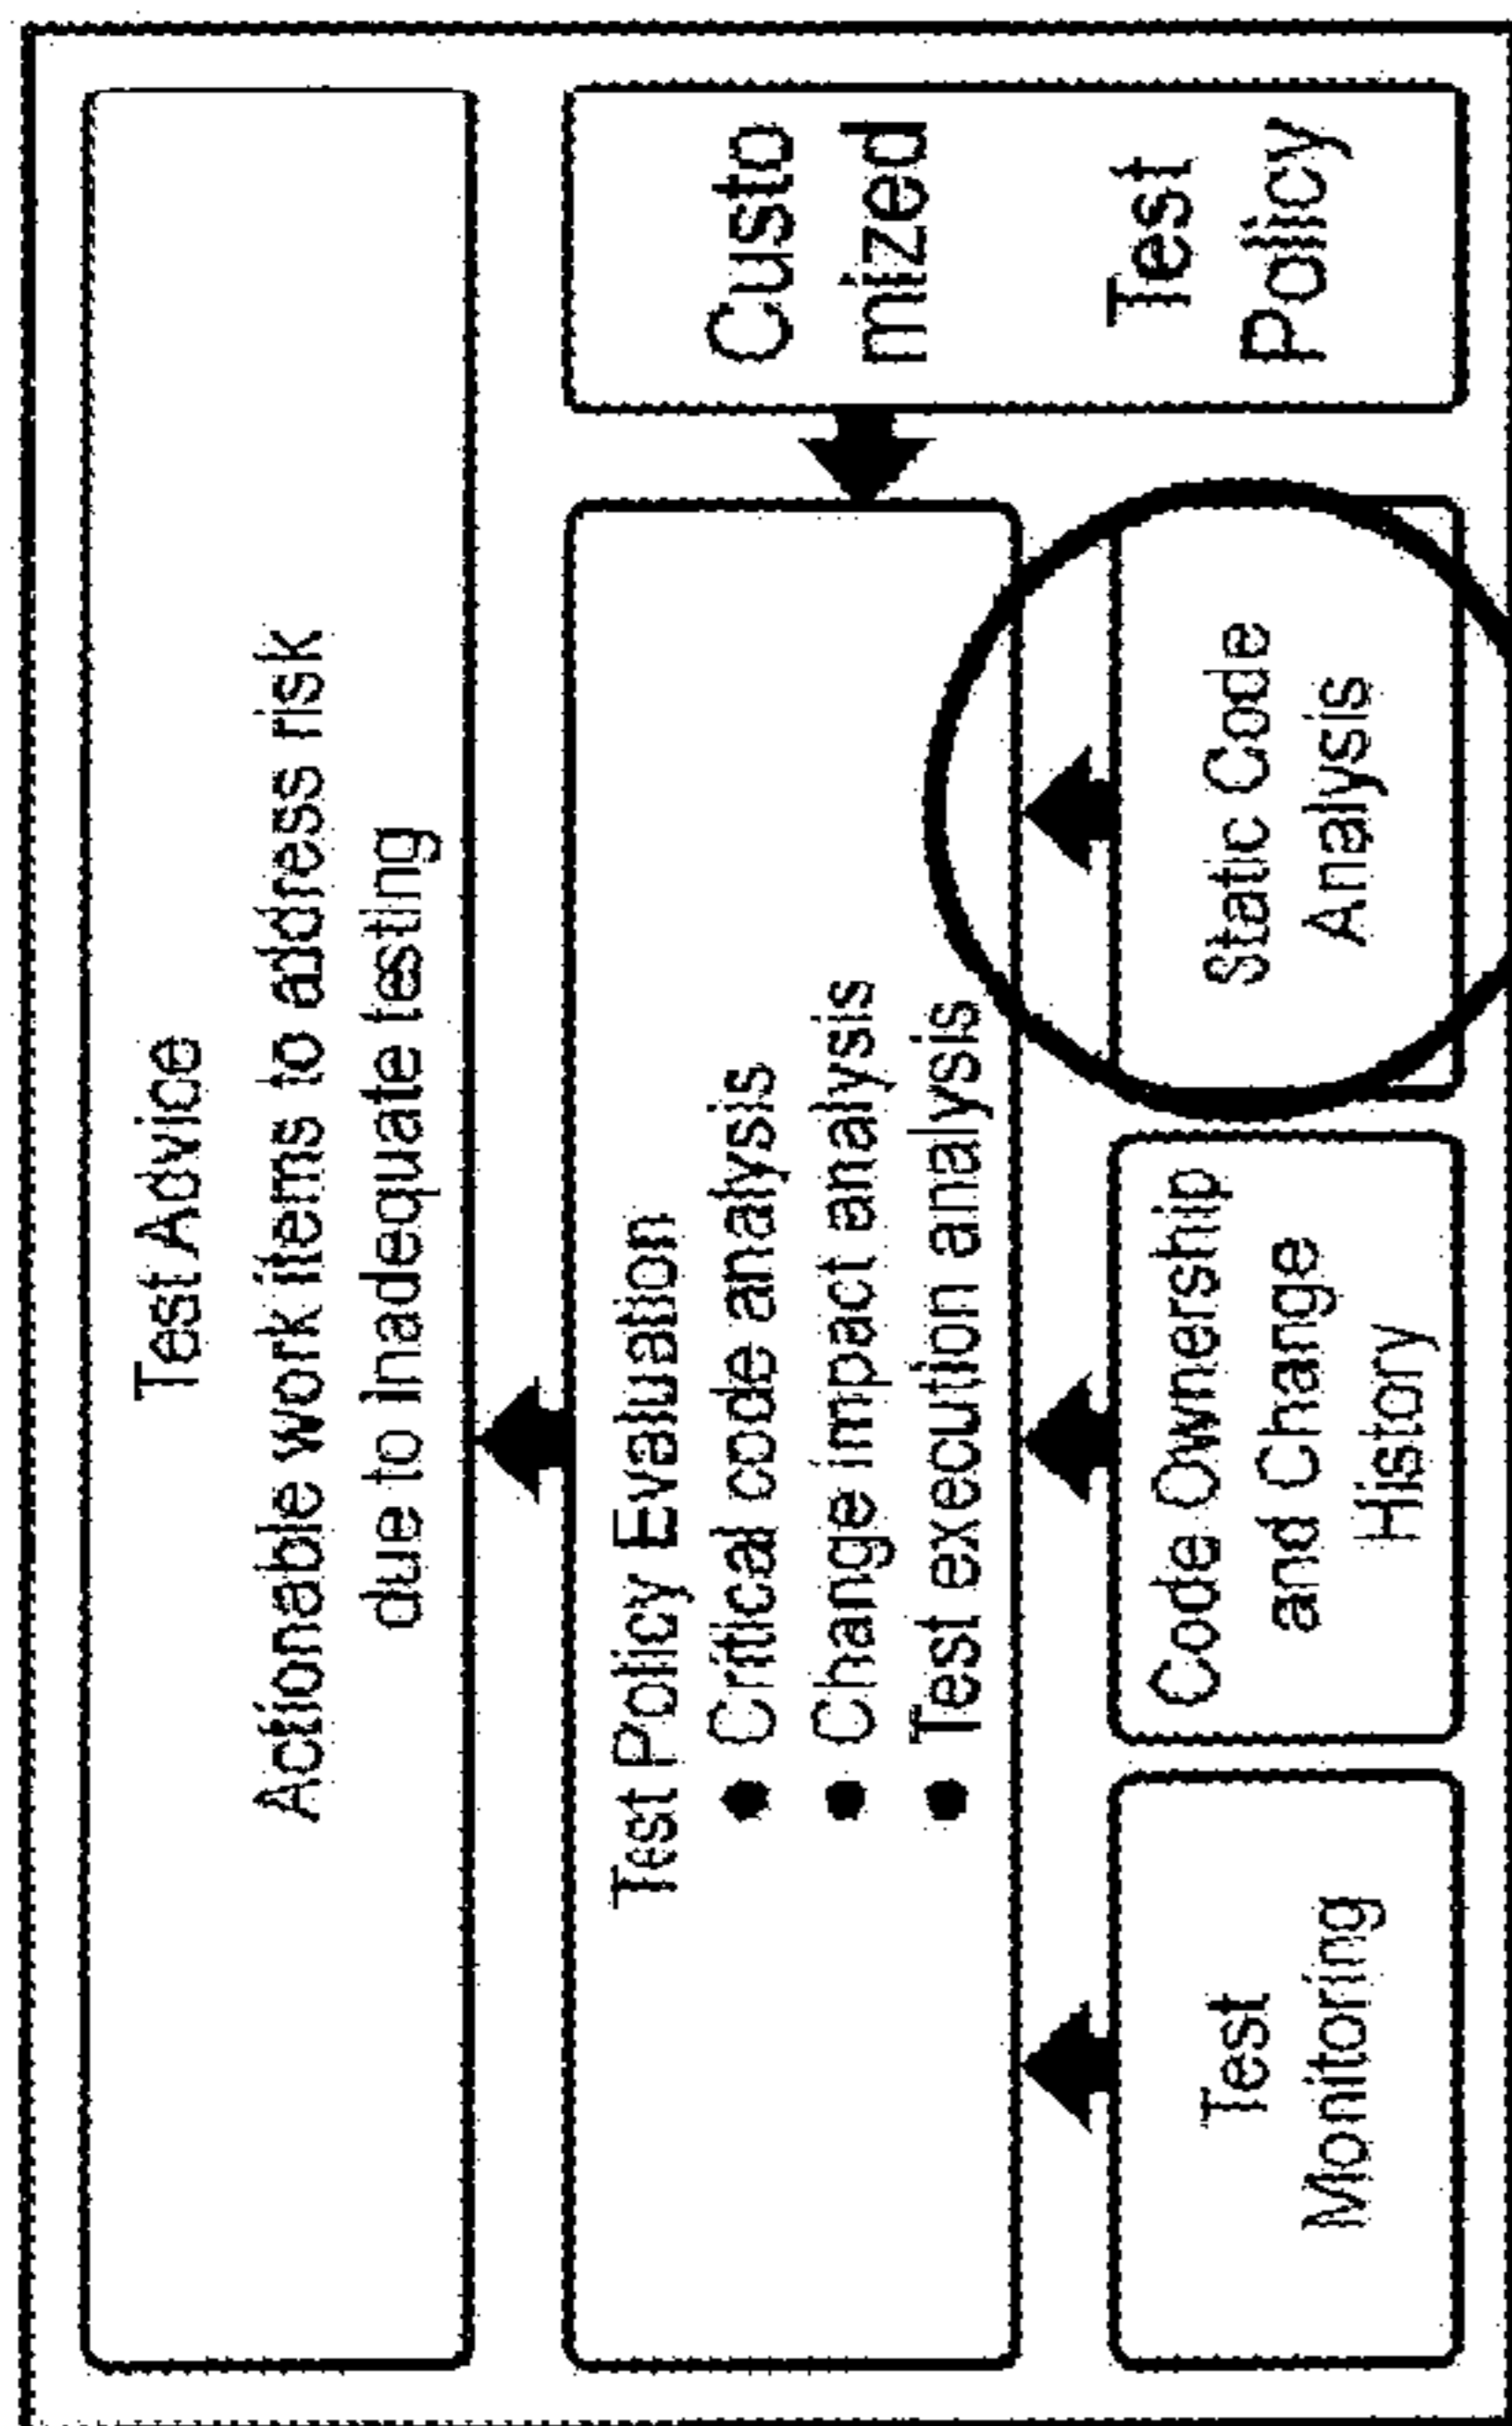 Test Advice
Actionable work items to address risk
due to inadequate testing
Test Policy Evaluation
• Critical code analysis
• Change impact analysis
• Test execution analysis
Custo
mized
Test
Policy
Test
Monitoring
Code Ownership
and Change
History
Static Code
Analysis